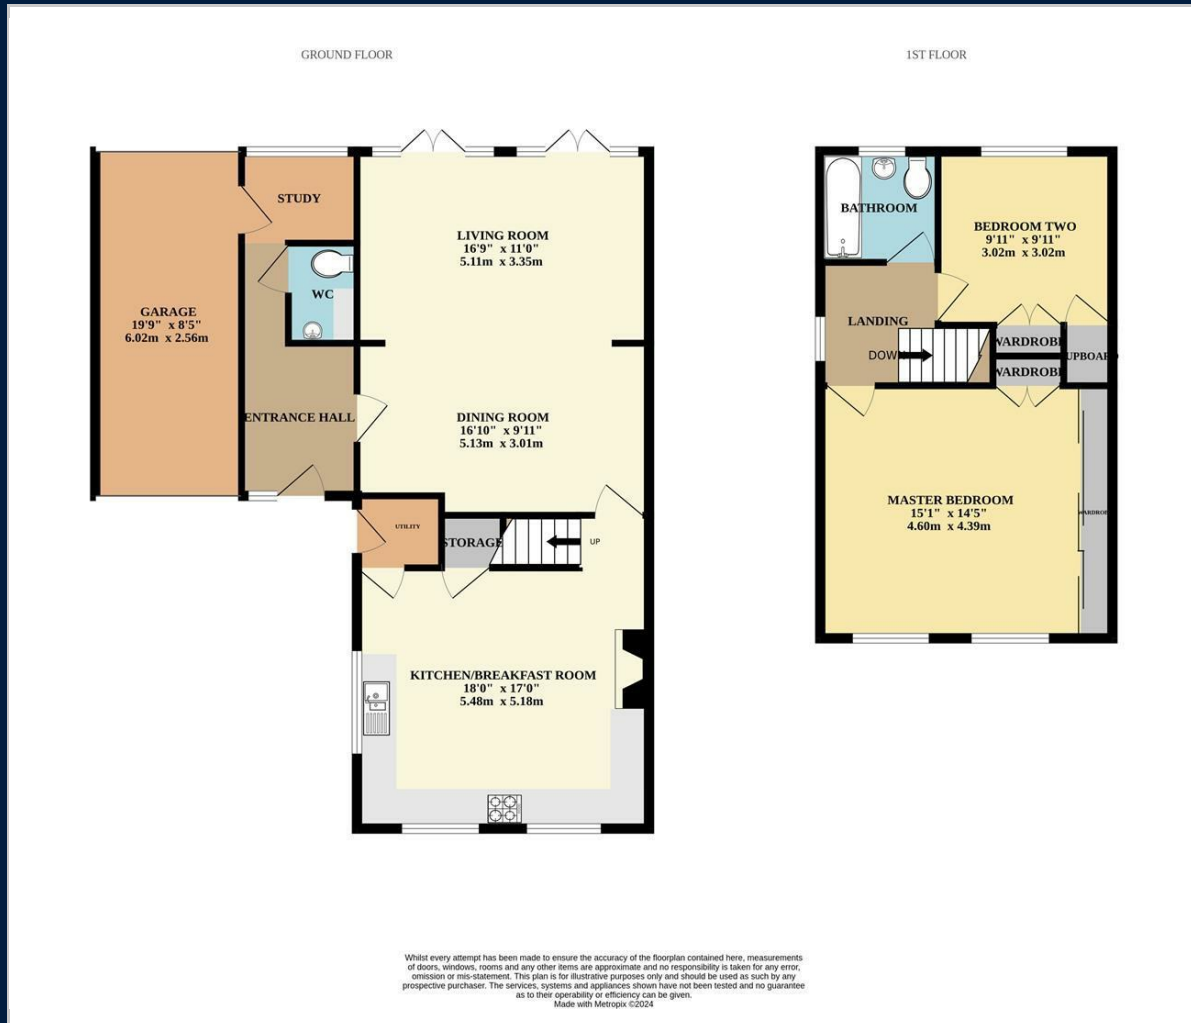 GROUND FLOOR
1ST FLOOR
STUDY
LIVING ROOM
16'9" x 11'0"
5.11m x 3.35m
WC
GARAGE
19'9" x 8'5"
6.02m x 2.56m
ENTRANCE HALL
DINING ROOM
16'10" x 9'11"
5.13m x 3.01m
UTILITY
STORAGE
UP
KITCHEN/BREAKFAST ROOM
18'0" x 17'0"
5.48m x 5.18m
BATHROOM
BEDROOM TWO
9'11" x 9'11"
3.02m x 3.02m
LANDING
DOWN
WARDROBE
UPBOARD
WARDROBE
MASTER BEDROOM
15'1" x 14'5"
4.60m x 4.39m
WARDROBE
Whilst every attempt has been made to ensure the accuracy of the floorplan contained here, measurements
of doors, windows, rooms and any other items are approximate and no responsibility is taken for any error,
omission or mis-statement. This plan is for illustrative purposes only and should be used as such by any
prospective purchaser. The services, systems and appliances shown have not been tested and no guarantee
as to their operability or efficiency can be given.
Made with Metropix ©2024